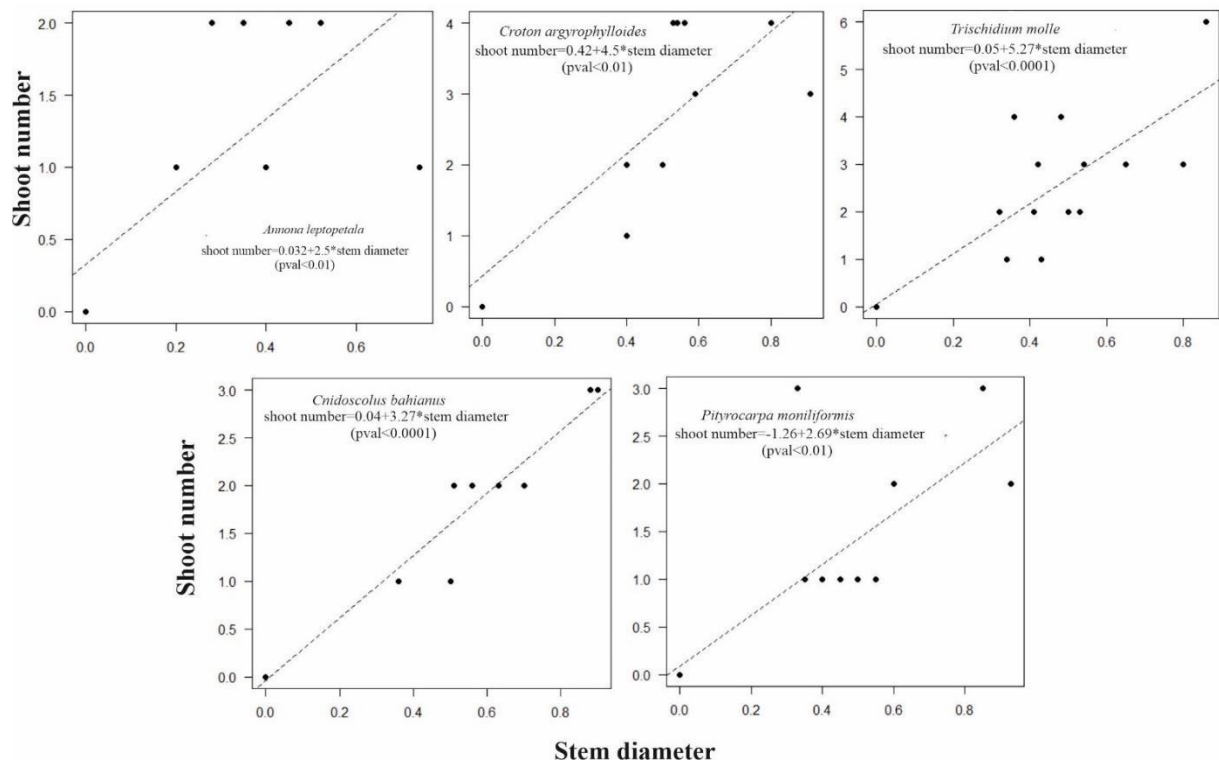 Shoot number
2.0
1.5
1.0
0.5
0.0
Annona leptopetala
shoot number=0.032+2.5*stem diameter
(pval<0.01)
0.0 0.2 0.4 0.6
4
3
2
1
0
Croton argyrophylloides
shoot number=0.42+4.5*stem diameter
(pval<0.01)
0.0 0.2 0.4 0.6 0.8
6
5
4
3
2
1
0
Trischidium molle
shoot number=0.05+5.27*stem diameter
(pval<0.0001)
0.0 0.2 0.4 0.6 0.8
Shoot number
3.0
2.5
2.0
1.5
1.0
0.5
0.0
Cnidoscolus bahianus
shoot number=0.04+3.27*stem diameter
(pval<0.0001)
0.0 0.2 0.4 0.6 0.8
3.0
2.5
2.0
1.5
1.0
0.5
0.0
Pityrocarpa moniliformis
shoot number=-1.26+2.69*stem diameter
(pval<0.01)
0.0 0.2 0.4 0.6 0.8
Stem diameter